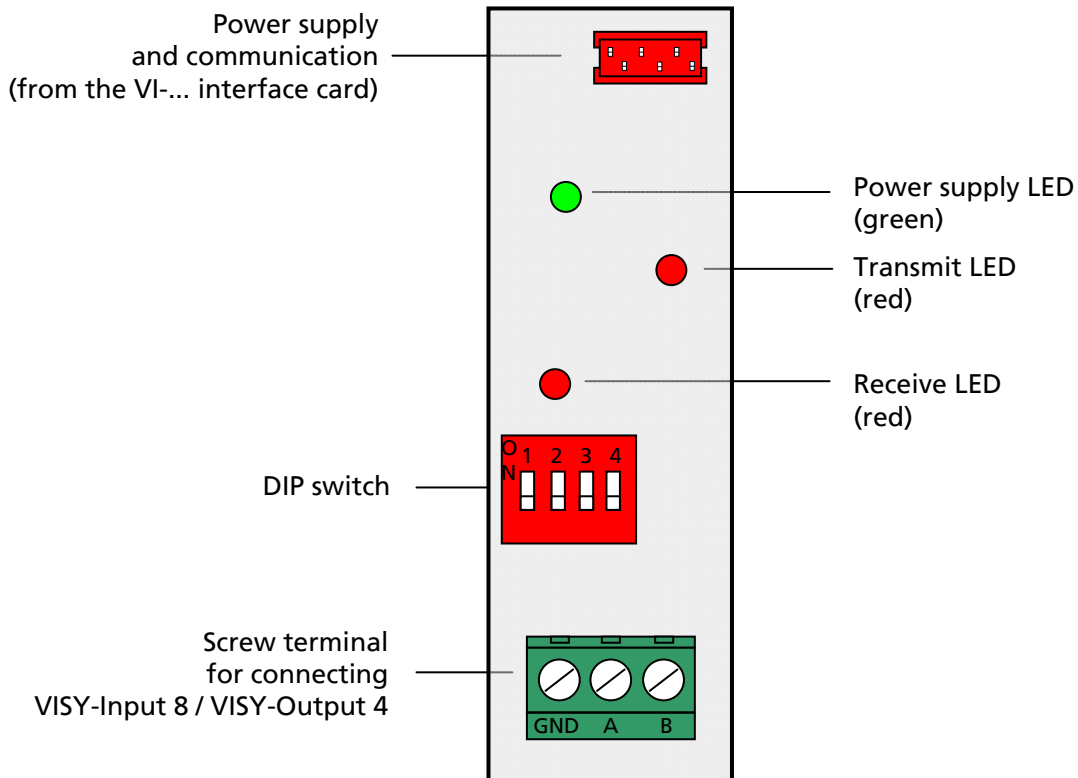 Power supply
and communication
(from the VI-... interface card)
Power supply LED
(green)
Transmit LED
(red)
Receive LED
(red)
O
N
1 2 3 4
DIP switch
Screw terminal
for connecting
VISY-Input 8 / VISY-Output 4
GND A B